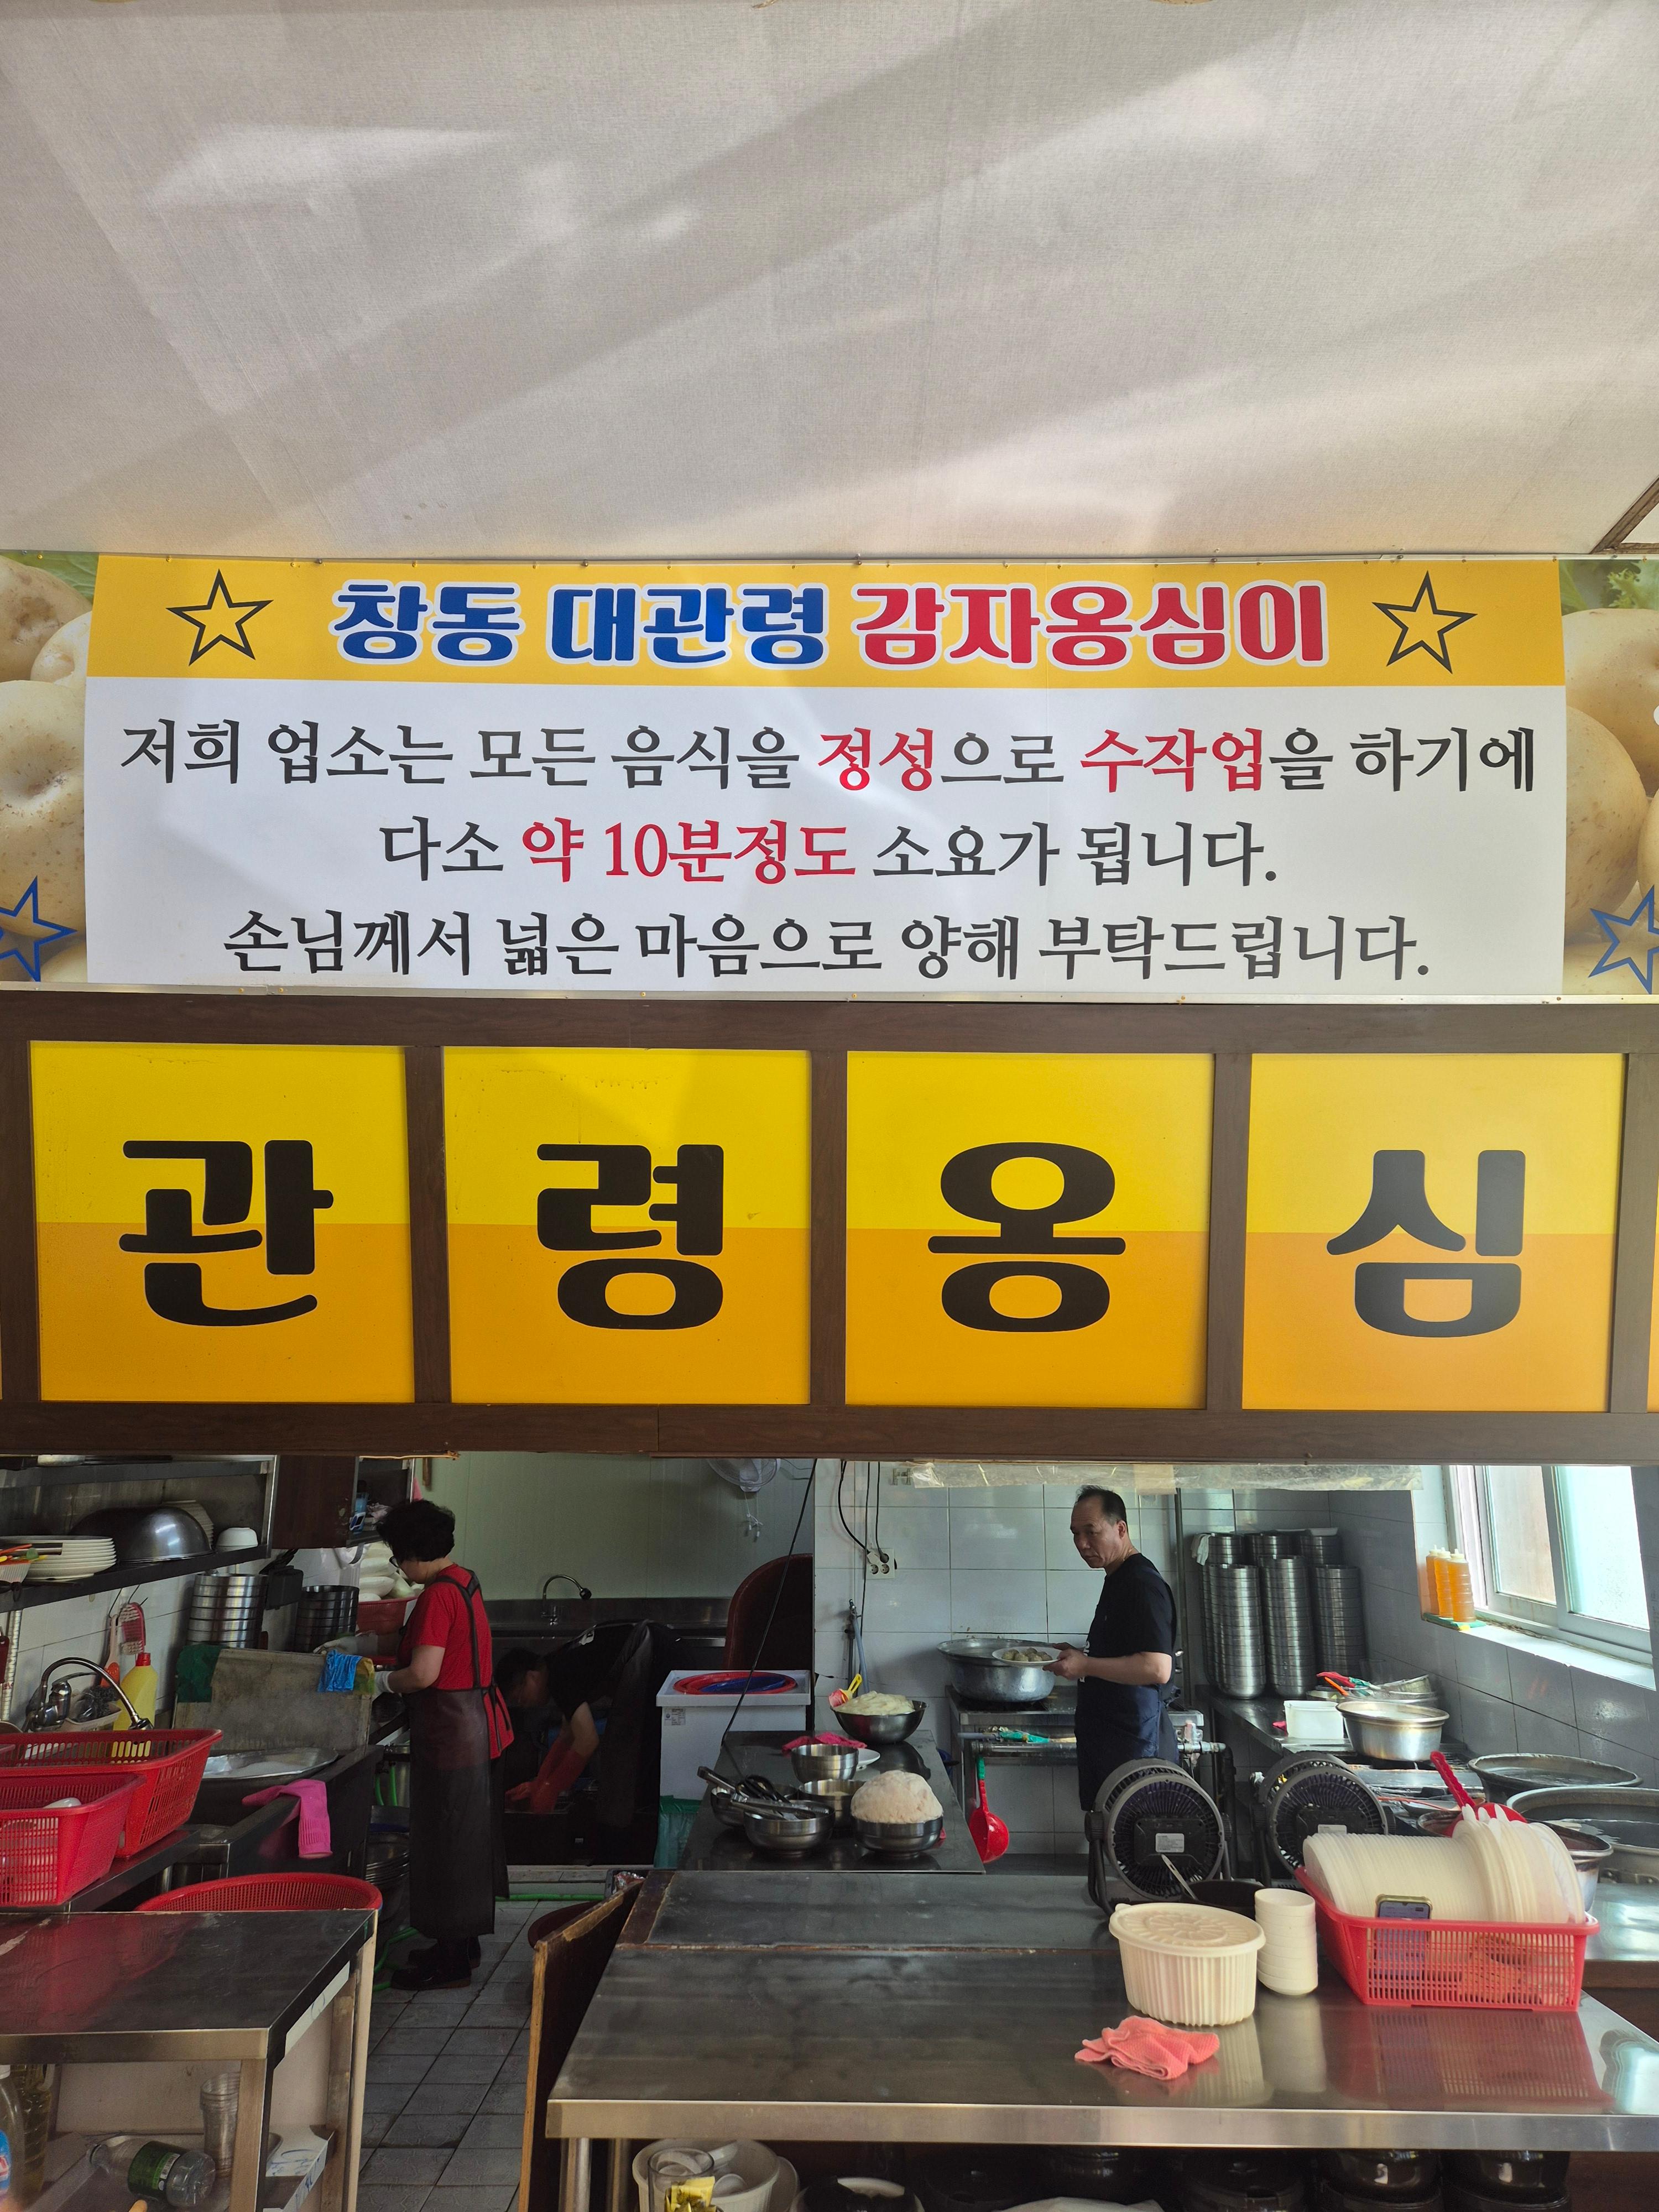 창동 대관령 감자옹심이
저희 업소는 모든 음식을 정성으로 수작업을 하기에
다소 약 10분정도 소요가 됩니다.
손님께서 넓은 마음으로 양해 부탁드립니다.
관령옹심